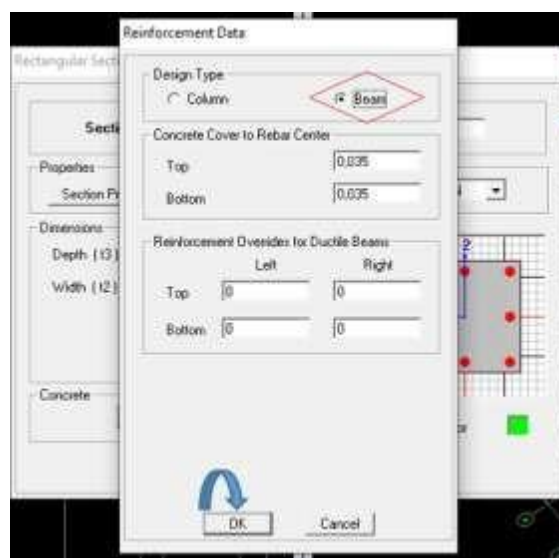 Reinforcement Data
Rectangular Secti
Design Type
Column
Beam
Secti
Concrete Cover to Rebar Center
Top 0,035
Bottom 0,035
Properties
Section Pr
Dimensions
Depth (t3)
Width (t2)
Reinforcement Overrides for Ductile Beams
Left Right
Top 0 0
Bottom 0 0
2
Concrete
OK Cancel